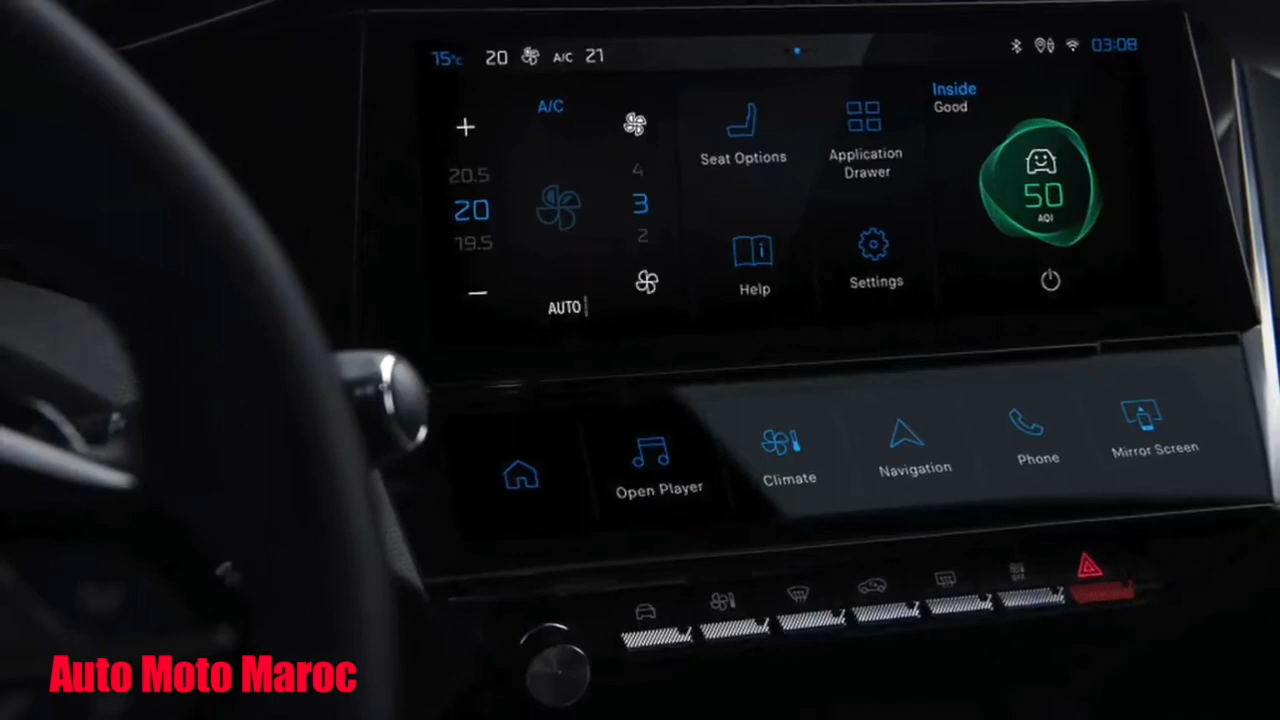 15°C 20 A/C 21 03:08
A/C
20.5
20
19.5
4
3
2
AUTO
Seat Options
Application
Drawer
Help
Settings
Inside
Good
50
AQI
Open Player
Climate
Navigation
Phone
Mirror Screen
Auto Moto Maroc